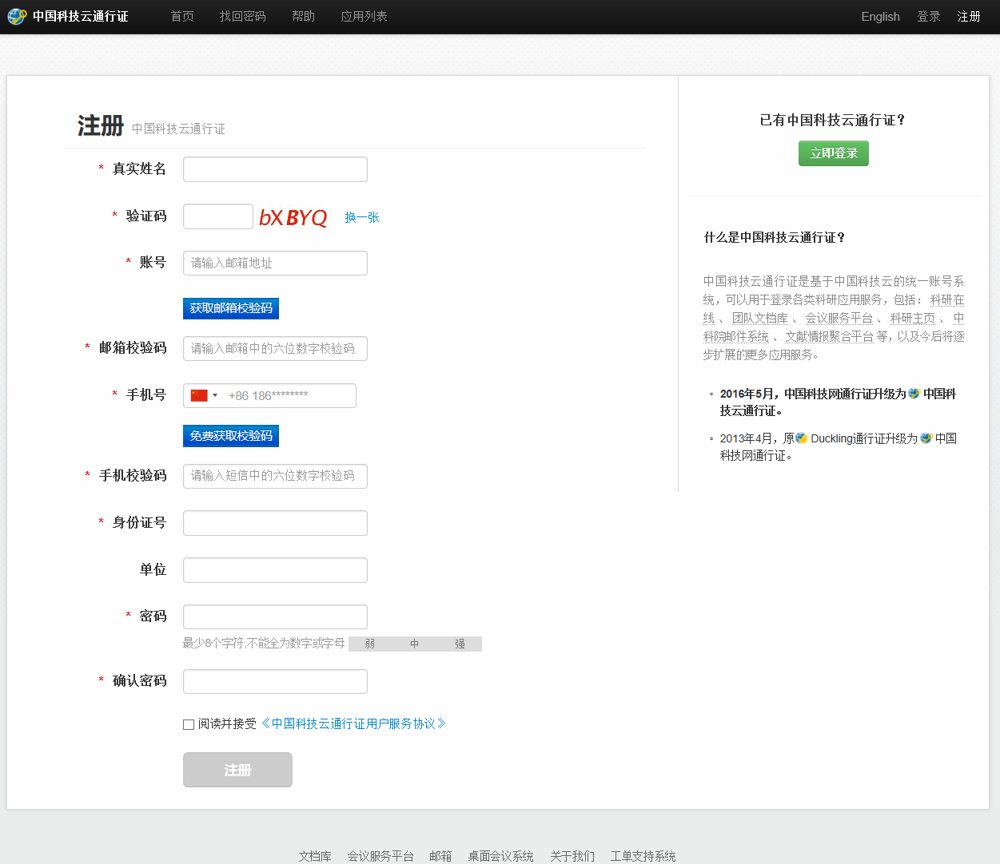 中国科技云通行证 首页 找回密码 帮助 应用列表 English 登录 注册
注册 中国科技云通行证
* 真实姓名
* 验证码 bXBYQ 换一张
* 账号 请输入邮箱地址
获取邮箱校验码
* 邮箱校验码 请输入邮箱中的六位数字校验码
* 手机号 +86 186********
免费获取校验码
* 手机校验码 请输入短信中的六位数字校验码
* 身份证号
单位
* 密码
最少8个字符,不能全为数字或字母 弱 中 强
* 确认密码
阅读并接受《中国科技云通行证用户服务协议》
注册
已有中国科技云通行证？
立即登录
什么是中国科技云通行证？
中国科技云通行证是基于中国科技云的统一账号系
统，可以用于登录各类科研应用服务，包括： 科研在
线 、 团队文档库 、 会议服务平台 、 科研主页 、 中
科院邮件系统 、 文献情报聚合平台 等，以及今后将逐
步扩展的更多应用服务。
2016年5月，中国科技网通行证升级为 中国科
技云通行证。
2013年4月，原 Duckling通行证升级为 中国
科技网通行证。
文档库 会议服务平台 邮箱 桌面会议系统 关于我们 工单支持系统